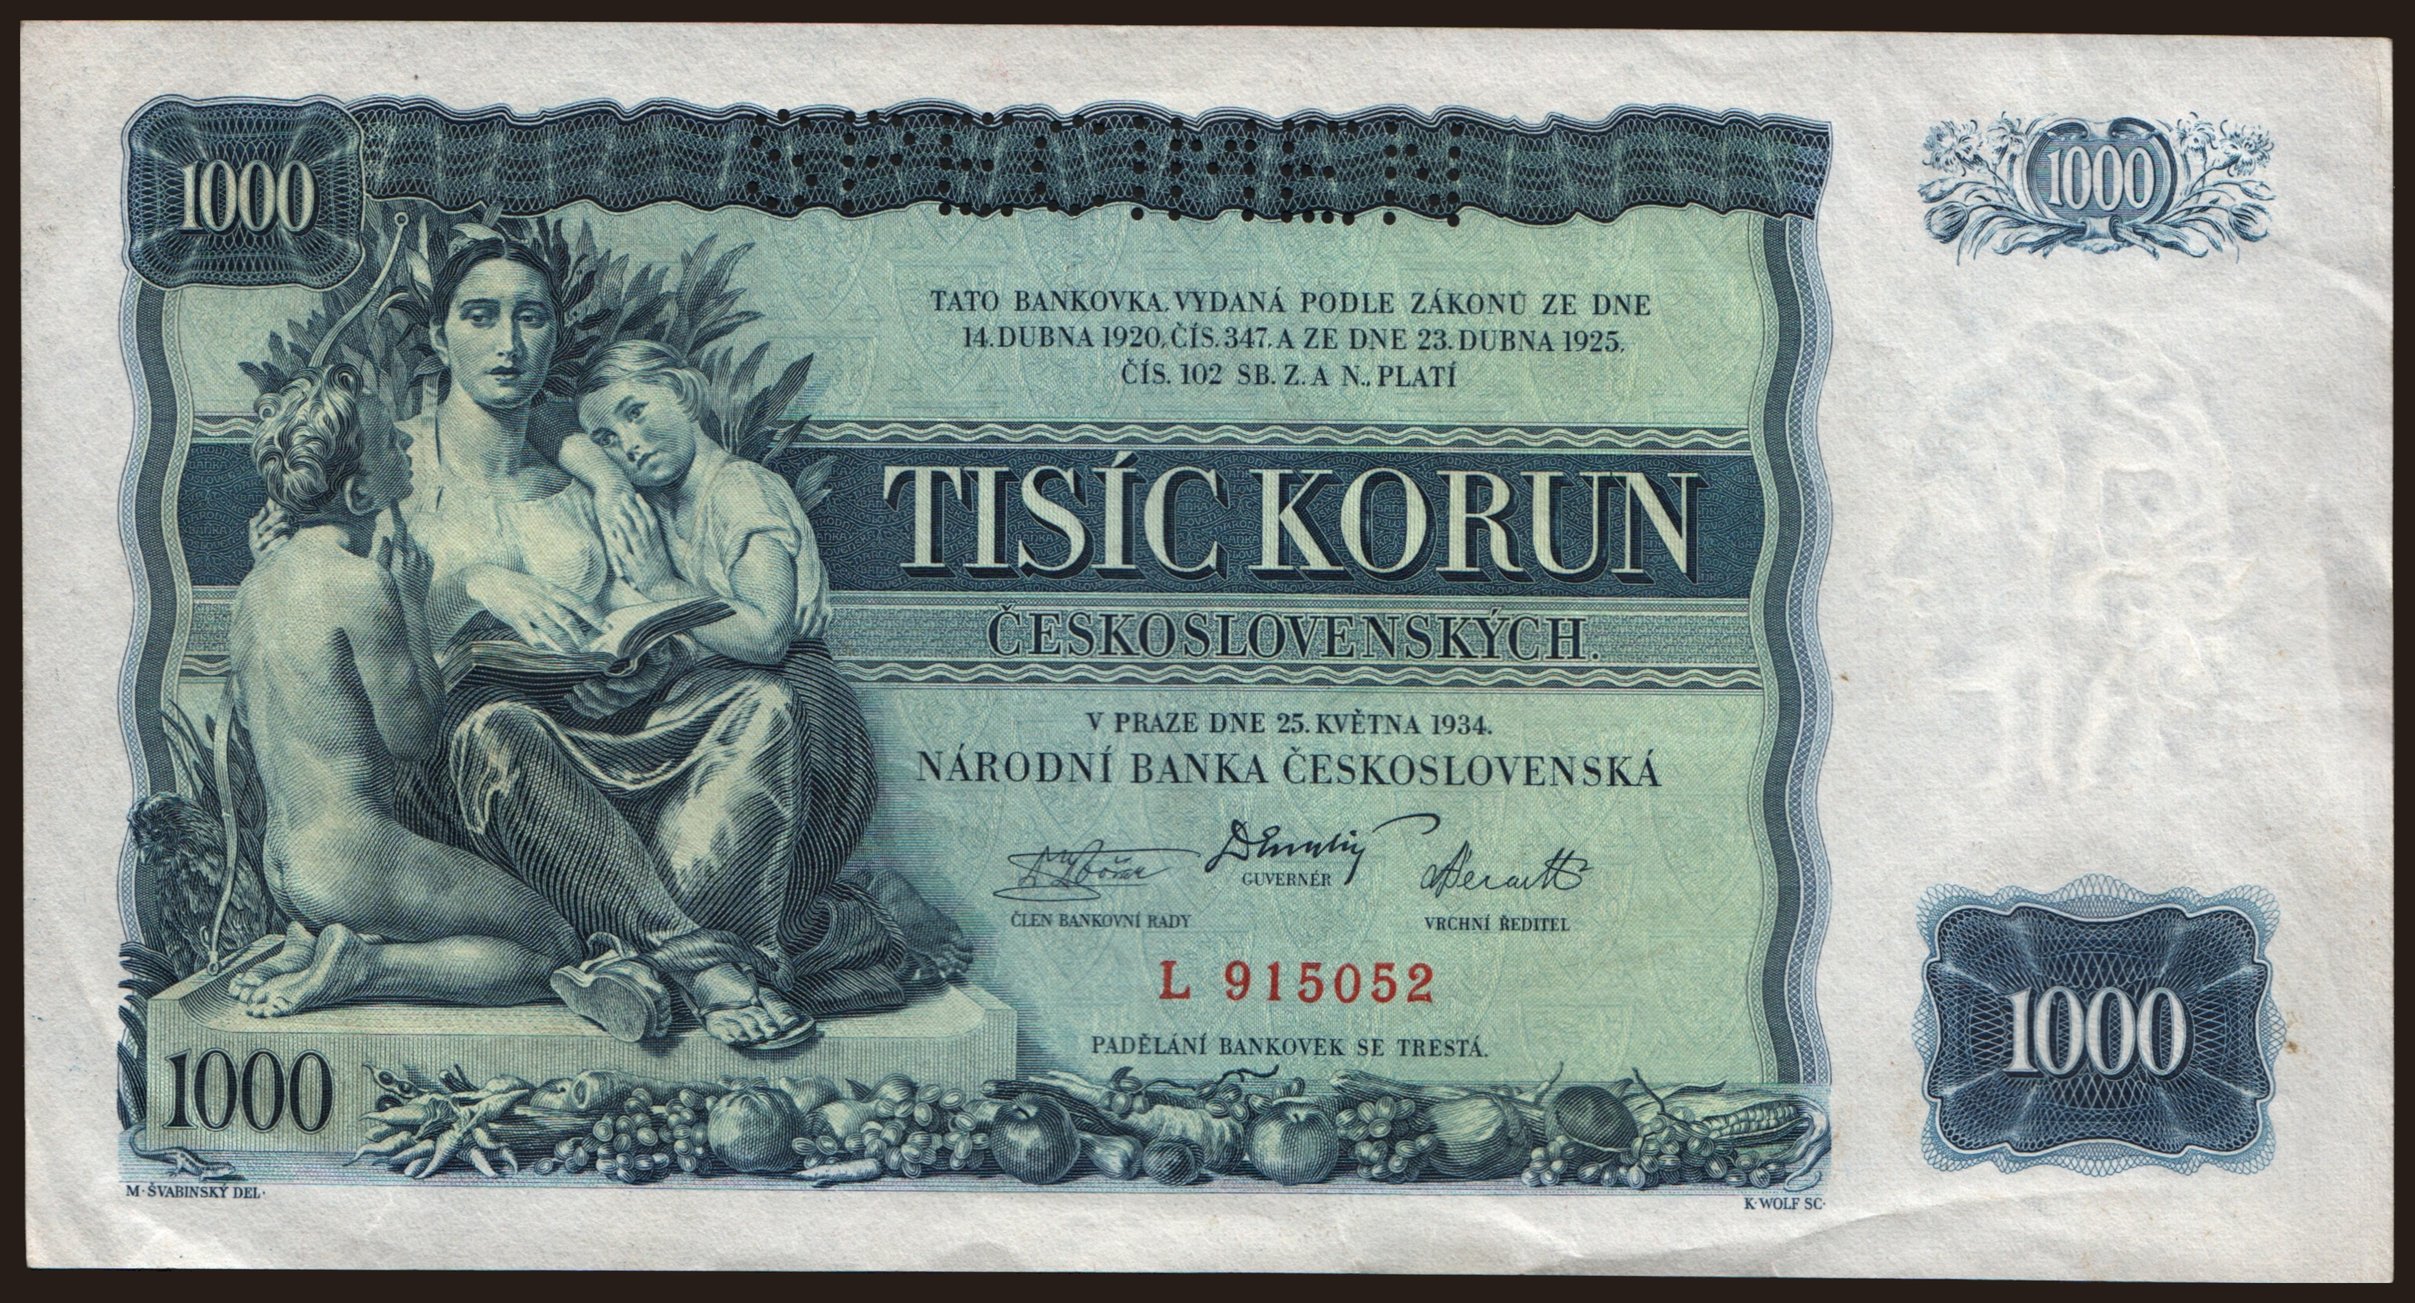 1000
SPECIMEN
1000
TATO BANKOVKA, VYDANÁ PODLE ZÁKONŮ ZE DNE
14. DUBNA 1920, ČÍS. 347, A ZE DNE 23. DUBNA 1925,
ČÍS. 102 SB. Z. A N., PLATÍ
TISÍC KORUN
ČESKOSLOVENSKÝCH.
V PRAZE DNE 25. KVĚTNA 1934.
NÁRODNÍ BANKA ČESKOSLOVENSKÁ
GUVERNÉR
ČLEN BANKOVNÍ RADY
VRCHNÍ ŘEDITEL
L 915052
PADĚLÁNÍ BANKOVEK SE TRESTÁ.
1000
1000
M·ŠVABINSKÝ DEL·
K·WOLF SC·